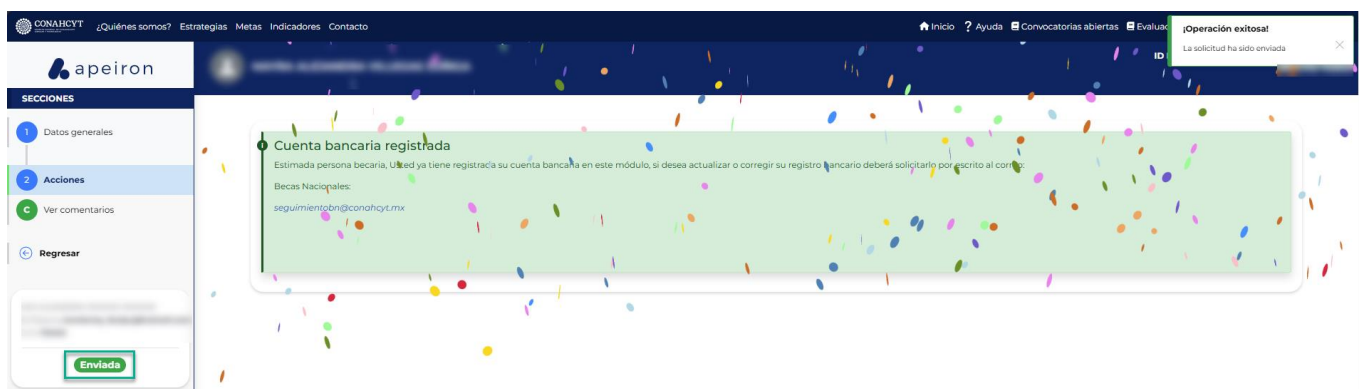 CONAHCYT ¿Quiénes somos? Estrategias Metas Indicadores Contacto
Inicio ? Ayuda Convocatorias abiertas Evaluac
¡Operación exitosa!
La solicitud ha sido enviada
apeiron
ID
SECCIONES
1 Datos generales
2 Acciones
C Ver comentarios
Regresar
Cuenta bancaria registrada
Estimada persona becaria, Usted ya tiene registrada su cuenta bancaria en este módulo, si desea actualizar o corregir su registro bancario deberá solicitarlo por escrito al correo:
Becas Nacionales:
seguimientobn@conahcyt.mx
Enviada